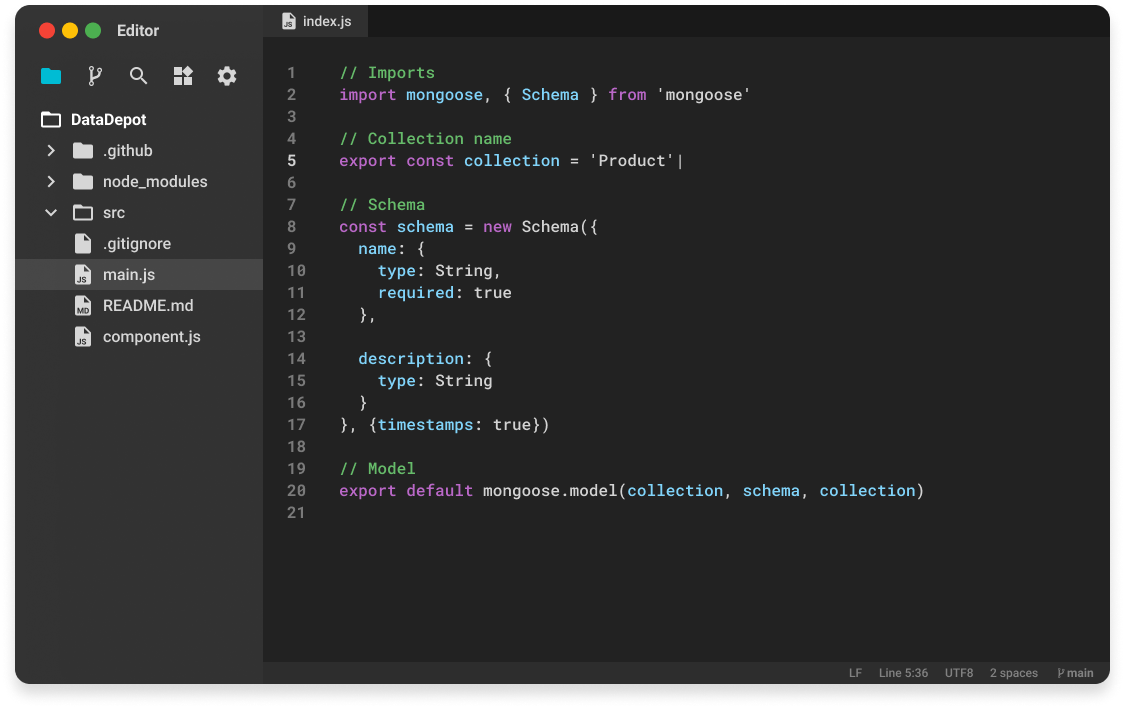 Editor
index.js
DataDepot
.github
node_modules
src
.gitignore
main.js
README.md
component.js
1 // Imports
2 import mongoose, { Schema } from 'mongoose'
3
4 // Collection name
5 export const collection = 'Product'|
6
7 // Schema
8 const schema = new Schema({
9   name: {
10     type: String,
11     required: true
12   },
13
14   description: {
15     type: String
16   }
17 }, {timestamps: true})
18
19 // Model
20 export default mongoose.model(collection, schema, collection)
21
LF Line 5:36 UTF8 2 spaces main